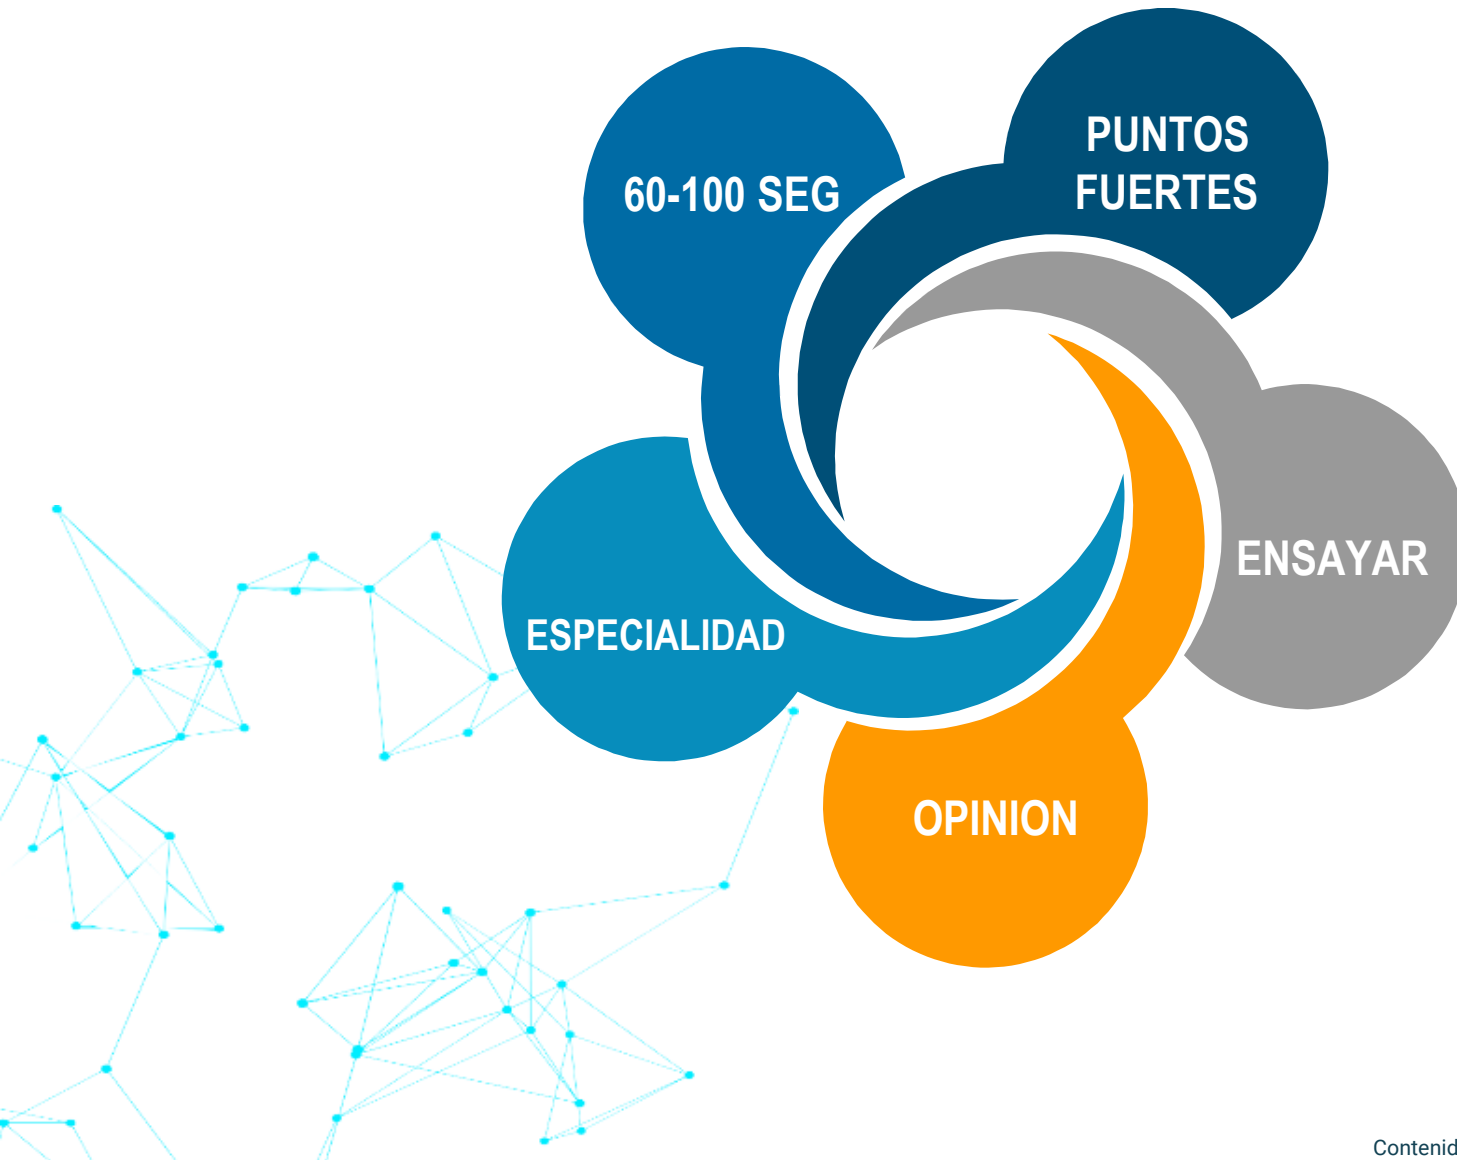 PUNTOS
FUERTES
60-100 SEG
ENSAYAR
ESPECIALIDAD
OPINION
Contenid